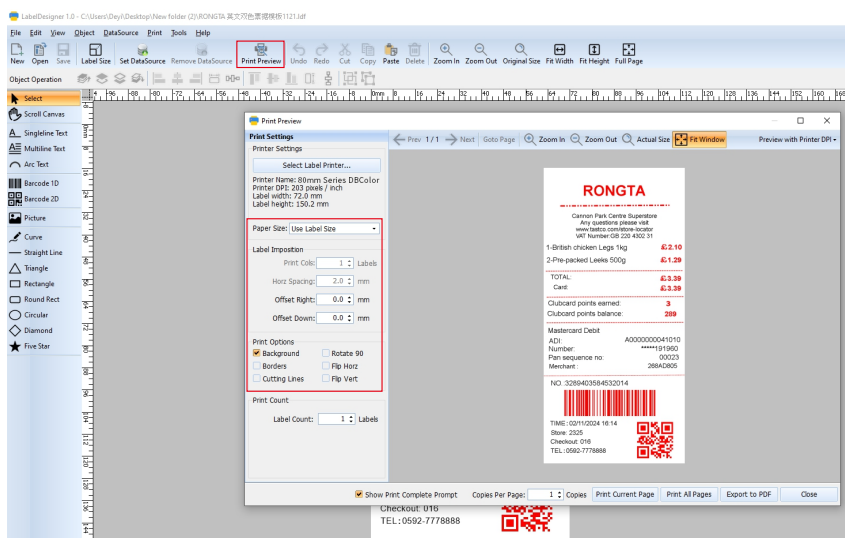 LabelDesigner 1.0 - C:\Users\Deyi\Desktop\New folder (2)\RONGTA 英文双色票据模板1121.ldf
File Edit View Object DataSource Print Tools Help
New Open Save Label Size Set DataSource Remove DataSource Print Preview Undo Redo Cut Copy Paste Delete Zoom In Zoom Out Original Size Fit Width Fit Height Full Page
Object Operation
Select
Scroll Canvas
A Singleline Text
A Multiline Text
Arc Text
Barcode 1D
Barcode 2D
Picture
Curve
Straight Line
Triangle
Rectangle
Round Rect
Circular
Diamond
Five Star
Print Preview
Print Settings
Printer Settings
Select Label Printer...
Printer Name: 80mm Series DBColor
Printer DPI: 203 pixels / inch
Label width: 72.0 mm
Label height: 150.2 mm
Paper Size: Use Label Size
Label Imposition
Print Cols: 1 Labels
Horz Spacing: 2.0 mm
Offset Right: 0.0 mm
Offset Down: 0.0 mm
Print Options
Background Rotate 90
Borders Flip Horz
Cutting Lines Flip Vert
Print Count
Label Count: 1 Labels
Prev 1/1 Next Goto Page Zoom In Zoom Out Actual Size Fit Window Preview with Printer DPI
RONGTA
Cannon Park Centre Superstore
Any questions please visit
www.tastco.com/store-locator
VAT Number:GB 220 4302 31
1-British chicken Legs 1kg £2.10
2-Pre-packed Leeks 500g £1.29
TOTAL: £3.39
Card: £3.39
Clubcard points earned: 3
Clubcard points balance: 289
Mastercard Debit
ADI: A0000000041010
Number: *****191960
Pan sequence no: 00023
Merchant : 268AD805
NO.:3289403584532014
TIME : 02/11/2024 16:14
Store: 2325
Checkout: 016
TEL : 0592-7778888
Show Print Complete Prompt Copies Per Page: 1 Copies Print Current Page Print All Pages Export to PDF Close
Checkout: 016
TEL:0592-7778888